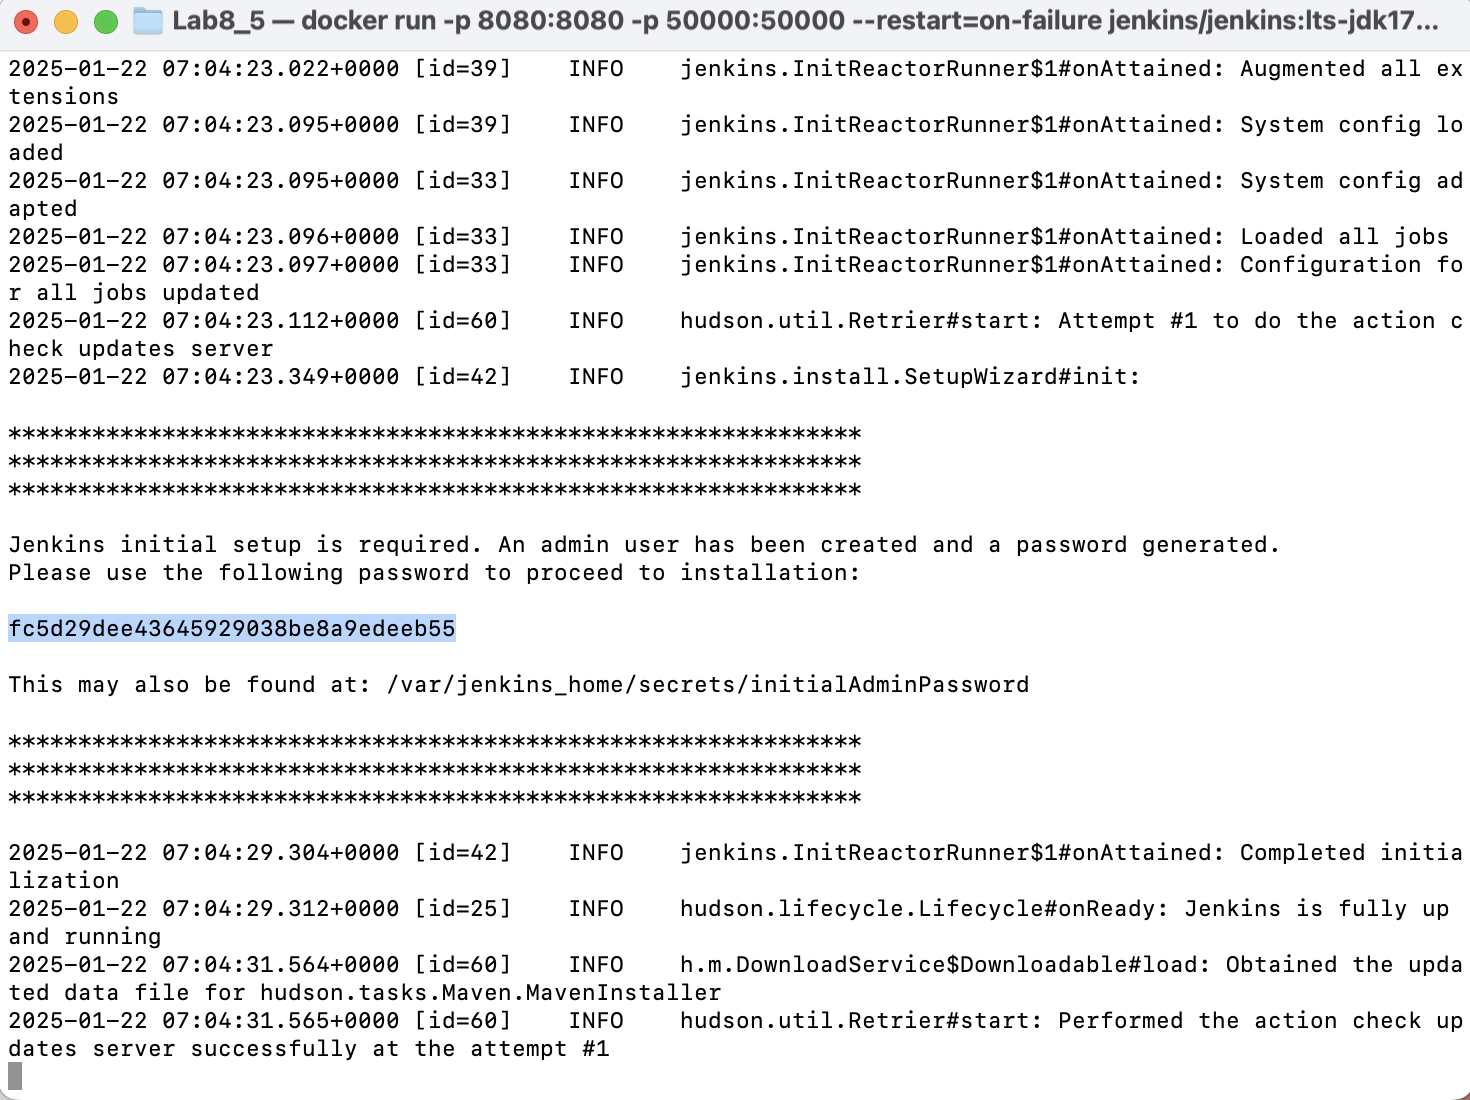 Lab8_5 — docker run -p 8080:8080 -p 50000:50000 --restart=on-failure jenkins/jenkins:lts-jdk17...
2025-01-22 07:04:23.022+0000 [id=39]    INFO    jenkins.InitReactorRunner$1#onAttained: Augmented all ex
tensions
2025-01-22 07:04:23.095+0000 [id=39]    INFO    jenkins.InitReactorRunner$1#onAttained: System config lo
aded
2025-01-22 07:04:23.095+0000 [id=33]    INFO    jenkins.InitReactorRunner$1#onAttained: System config ad
apted
2025-01-22 07:04:23.096+0000 [id=33]    INFO    jenkins.InitReactorRunner$1#onAttained: Loaded all jobs
2025-01-22 07:04:23.097+0000 [id=33]    INFO    jenkins.InitReactorRunner$1#onAttained: Configuration fo
r all jobs updated
2025-01-22 07:04:23.112+0000 [id=60]    INFO    hudson.util.Retrier#start: Attempt #1 to do the action c
heck updates server
2025-01-22 07:04:23.349+0000 [id=42]    INFO    jenkins.install.SetupWizard#init:
*************************************************************
*************************************************************
*************************************************************
Jenkins initial setup is required. An admin user has been created and a password generated.
Please use the following password to proceed to installation:
fc5d29dee43645929038be8a9edeeb55
This may also be found at: /var/jenkins_home/secrets/initialAdminPassword
*************************************************************
*************************************************************
*************************************************************
2025-01-22 07:04:29.304+0000 [id=42]    INFO    jenkins.InitReactorRunner$1#onAttained: Completed initia
lization
2025-01-22 07:04:29.312+0000 [id=25]    INFO    hudson.lifecycle.Lifecycle#onReady: Jenkins is fully up
and running
2025-01-22 07:04:31.564+0000 [id=60]    INFO    h.m.DownloadService$Downloadable#load: Obtained the upda
ted data file for hudson.tasks.Maven.MavenInstaller
2025-01-22 07:04:31.565+0000 [id=60]    INFO    hudson.util.Retrier#start: Performed the action check up
dates server successfully at the attempt #1